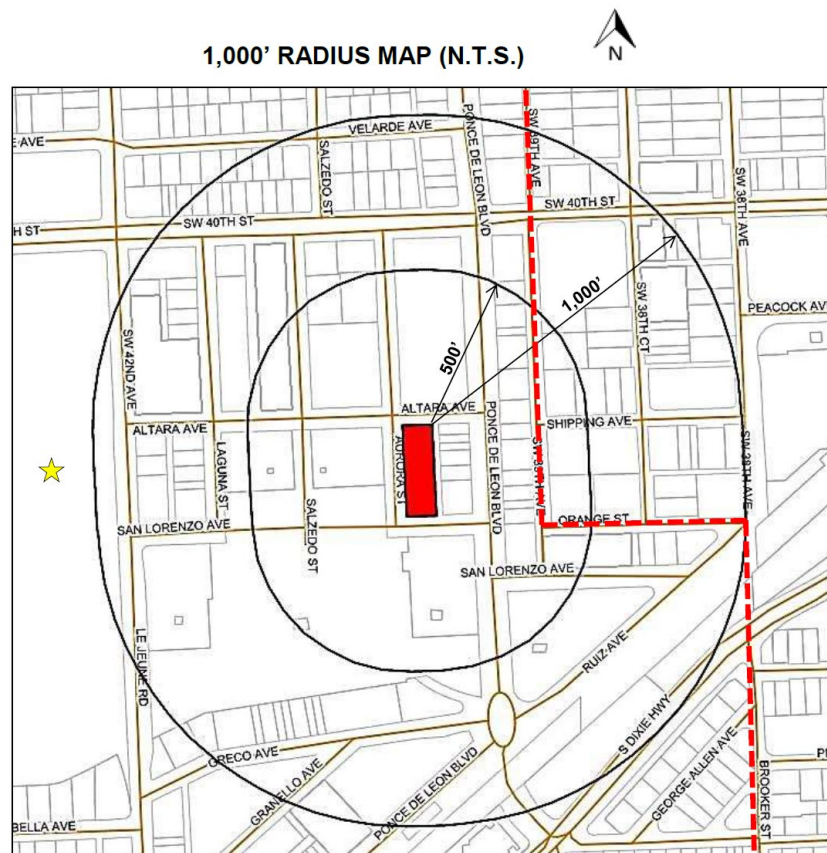 1,000' RADIUS MAP (N.T.S.)
N
VELARDE AVE
E AVE
SALZEDO ST
PONCE DE LEON BLVD
SW 39TH AVE
SW 38TH AVE
SW 40TH ST
SW 40TH ST
H ST
1,000'
500'
SW 38TH CT
PEACOCK AV
SW 42ND AVE
ALTARA AVE
ALTARA AVE
SHIPPING AVE
LAGUNA ST
AURORA ST
PONCE DE LEON BLVD
SW 39TH AVE
SW 38TH AVE
SALZEDO ST
SAN LORENZO AVE
ORANGE ST
SAN LORENZO AVE
LE JEUNE RD
RUIZ AVE
S DIXIE HWY
GRECO AVE
GRANELLO AVE
PONCE DE LEON BLVD
GEORGE ALLEN AVE
BROOKER ST
BELLA AVE